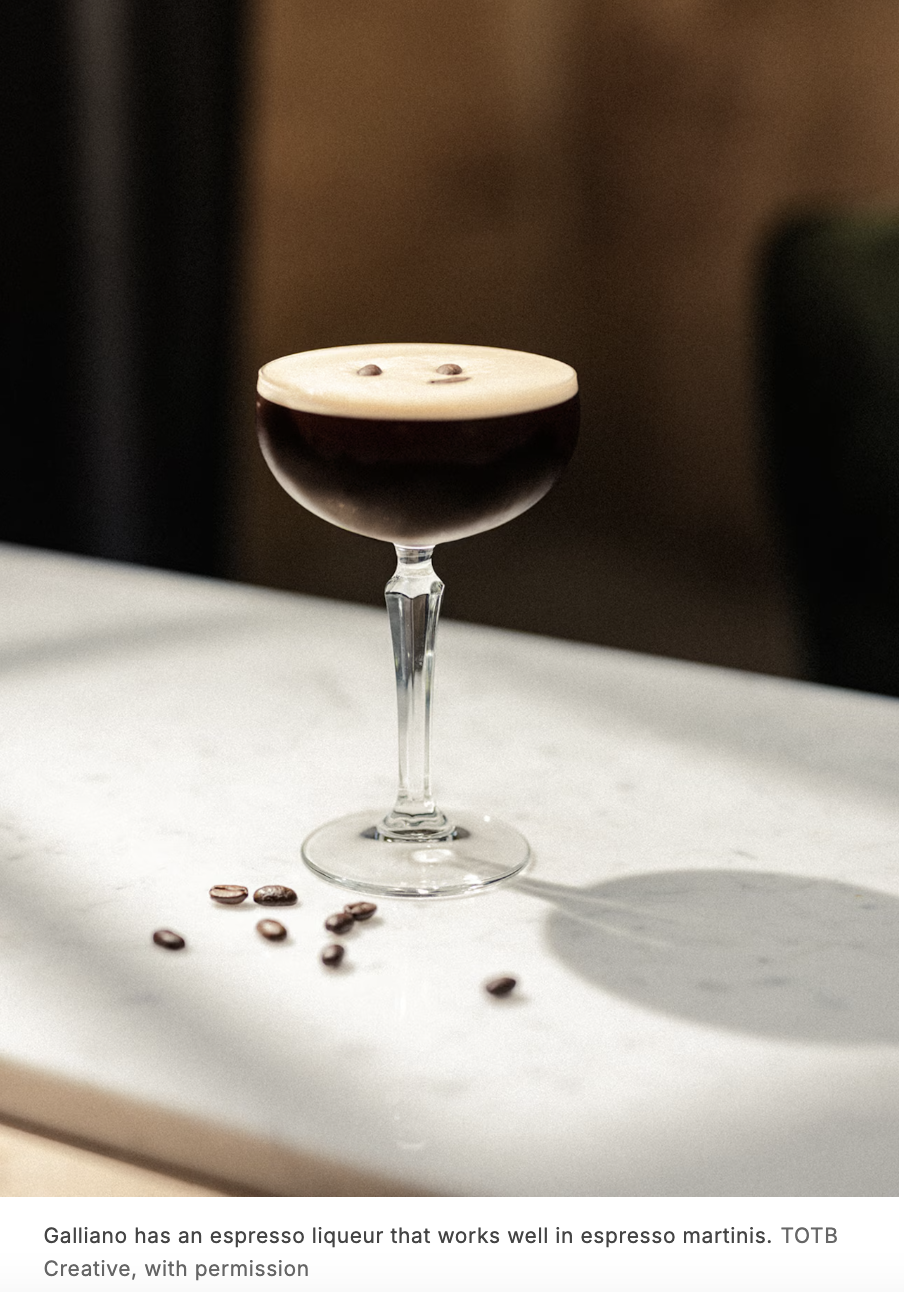 Galliano has an espresso liqueur that works well in espresso martinis. TOTB
Creative, with permission